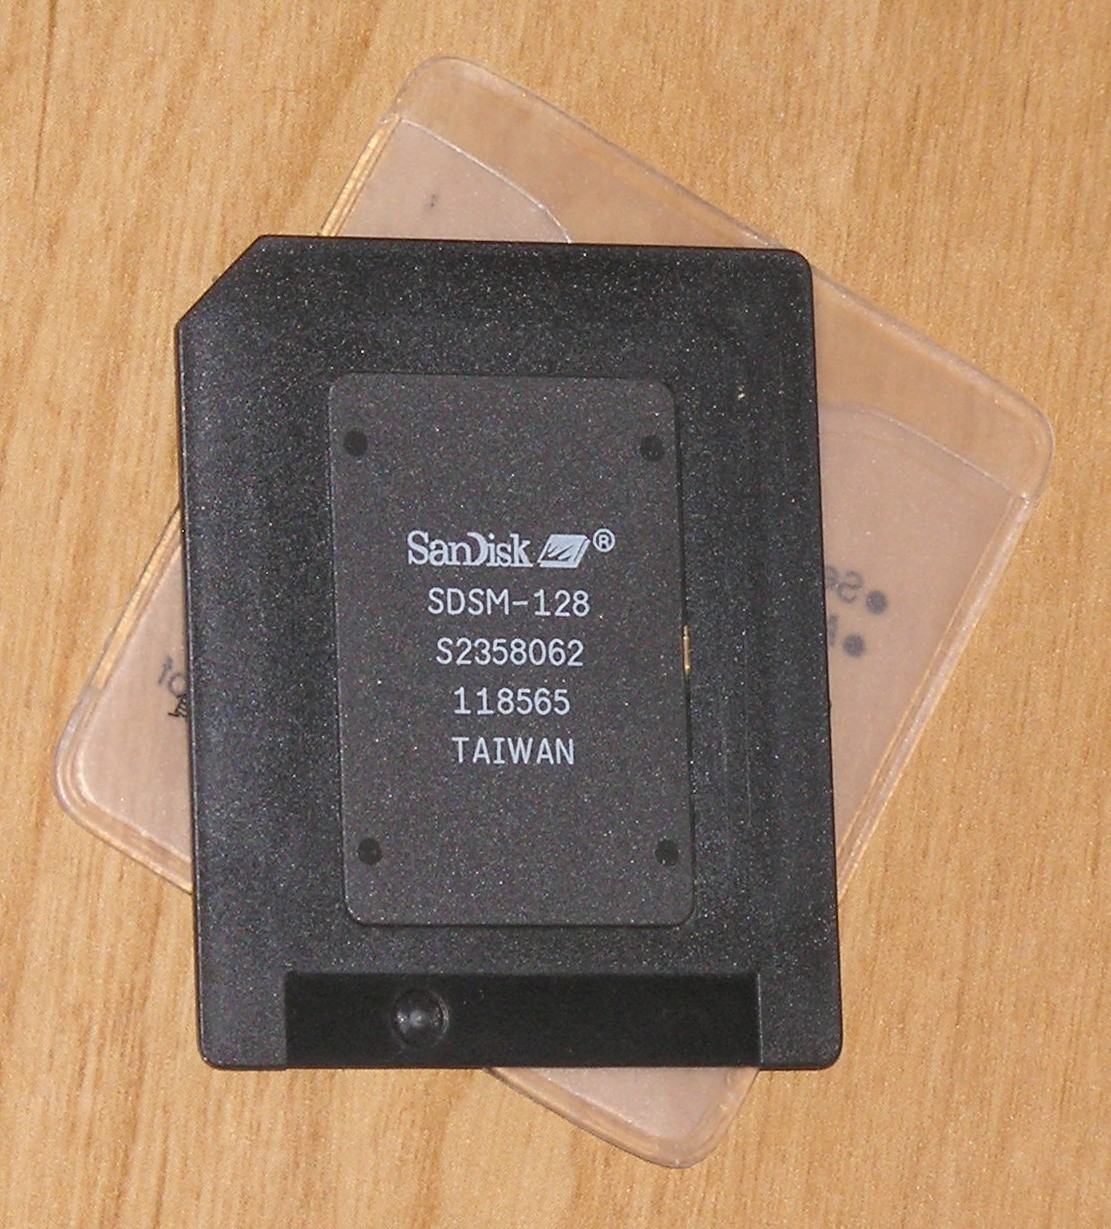 SanDisk ®
SDSM-128
S2358062
118565
TAIWAN